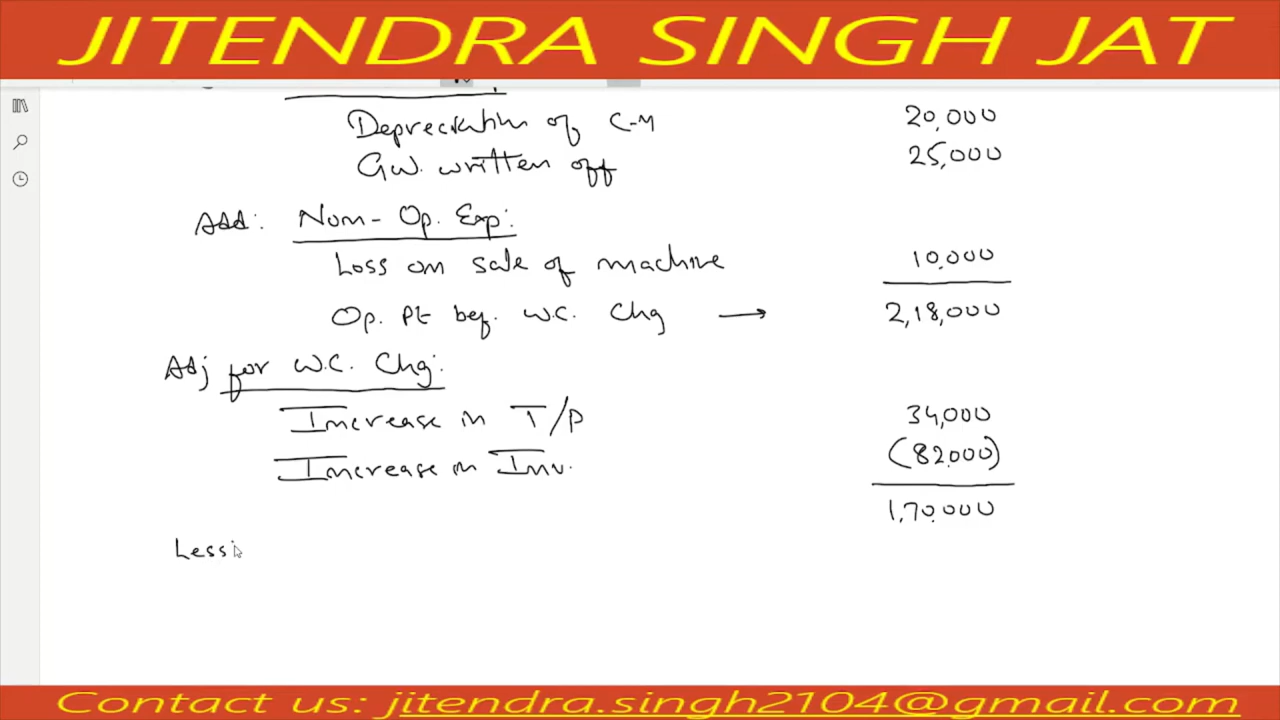 JITENDRA SINGH JAT
Depreciation of C-M 20,000
GW. written off 25,000
Add: Non-Op. Exp:
Loss on sale of machine 10,000
Op. Pt bef. W.C. Chg → 2,18,000
Adj for W.C. Chg:
Increase in T/P 34,000
Increase in Inv. (82,000)
1,70,000
Less:
Contact us: jitendra.singh2104@gmail.com